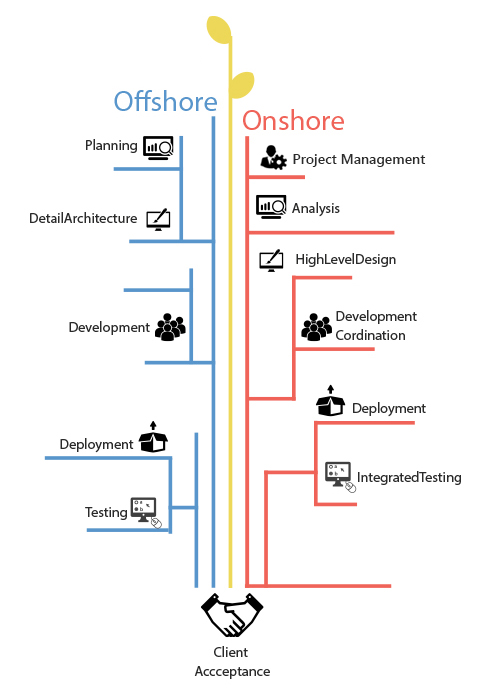 Offshore
Planning
DetailArchitecture
Development
Deployment
Testing
Onshore
Project Management
Analysis
HighLevelDesign
Development
Cordination
Deployment
IntegratedTesting
Client
Accceptance